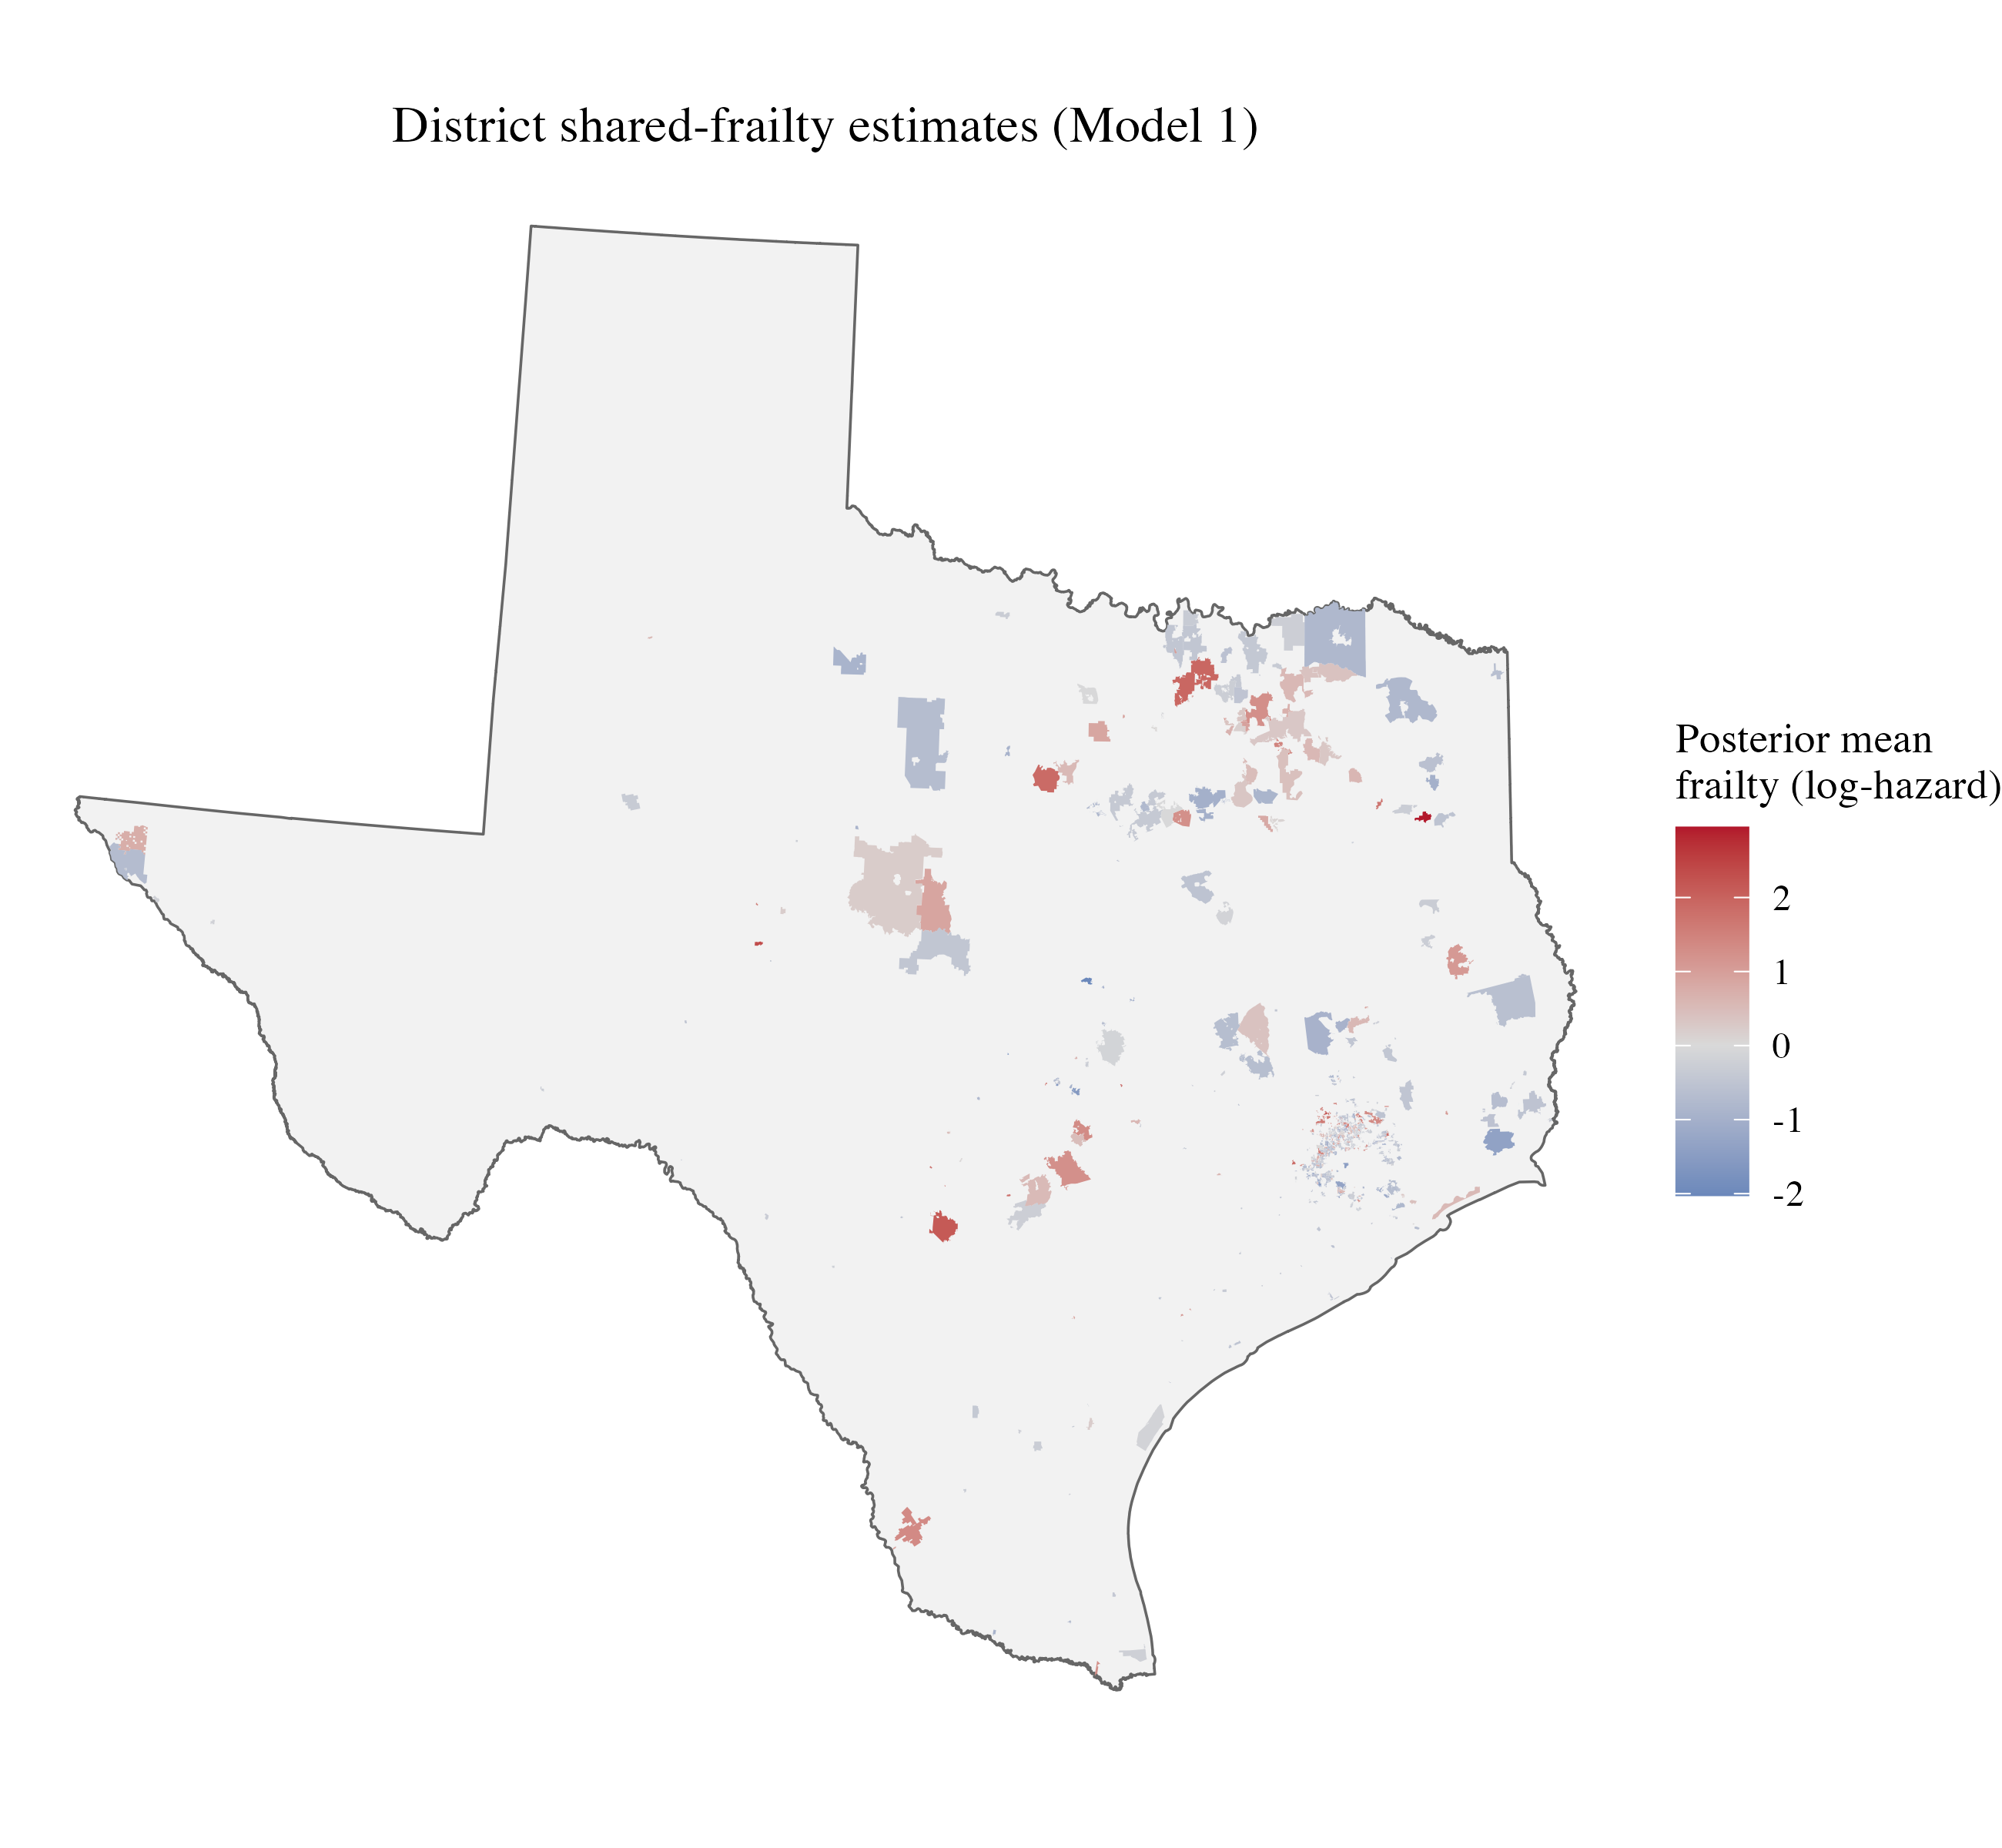 District shared-frailty estimates (Model 1)
Posterior mean
frailty (log-hazard)
2
1
0
-1
-2